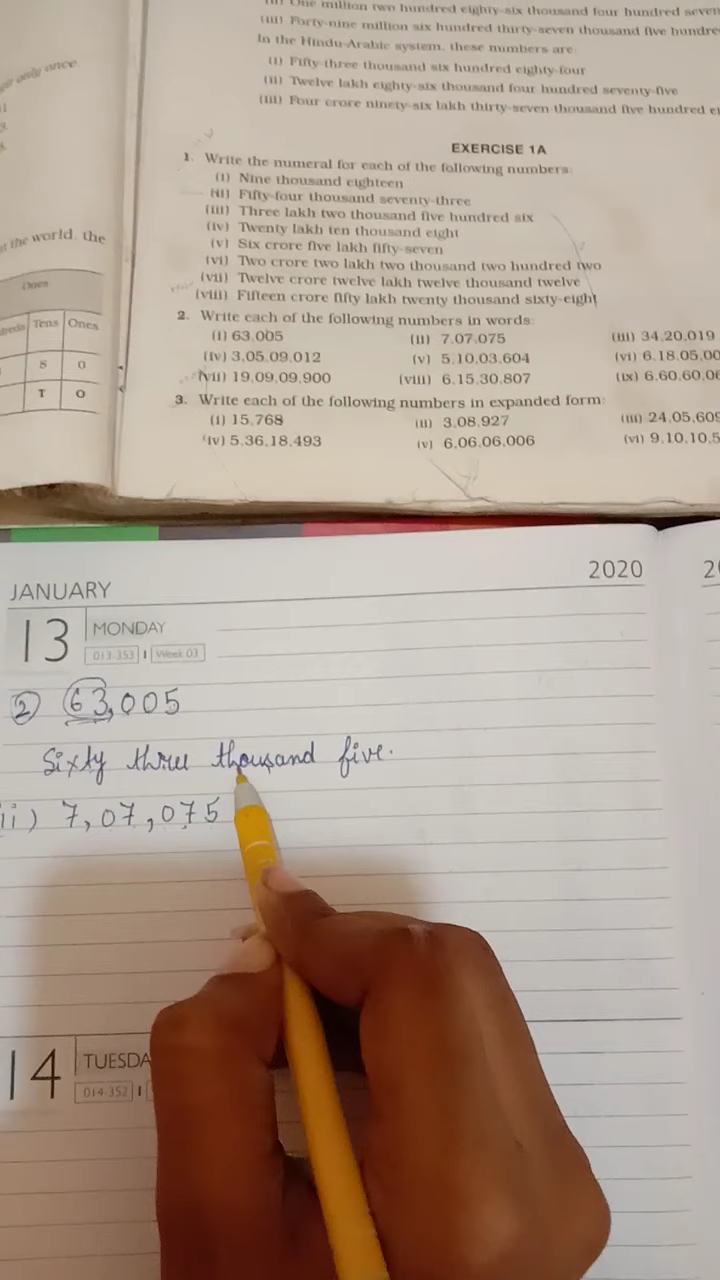 One million two hundred eighty-six thousand four hundred
(iii) Forty-nine million six hundred thirty-seven thousand five
In the Hindu-Arabic system, these numbers are
(i) Fifty-three thousand six hundred eighty-four
(ii) Twelve lakh eighty-six thousand four hundred seventy-five
(iii) Four crore ninety-six lakh thirty-seven thousand five hundred
only once
at the world, the
Ones
Tens Ones
S 0
T O
EXERCISE 1A
1. Write the numeral for each of the following numbers:
(i) Nine thousand eighteen
(ii) Fifty-four thousand seventy-three
(iii) Three lakh two thousand five hundred six
(iv) Twenty lakh ten thousand eight
(v) Six crore five lakh fifty-seven
(vi) Two crore two lakh two thousand two hundred two
(vii) Twelve crore twelve lakh twelve thousand twelve
(viii) Fifteen crore fifty lakh twenty thousand sixty-eight
2. Write each of the following numbers in words:
(i) 63,005 (ii) 7,07,075 (iii) 34,20,019
(iv) 3,05,09,012 (v) 5,10,03,604 (vi) 6,18,05,00
(vii) 19,09,09,900 (viii) 6,15,30,807 (ix) 6,60,60,0
3. Write each of the following numbers in expanded form:
(i) 15,768 (ii) 3,08,927 (iii) 24,05,609
(iv) 5,36,18,493 (v) 6,06,06,006 (vi) 9,10,10,5
JANUARY 2020
13 MONDAY
013-353 Week 03
2 63,005
Sixty three thousand five.
ii) 7,07,075
14 TUESDA
014-352